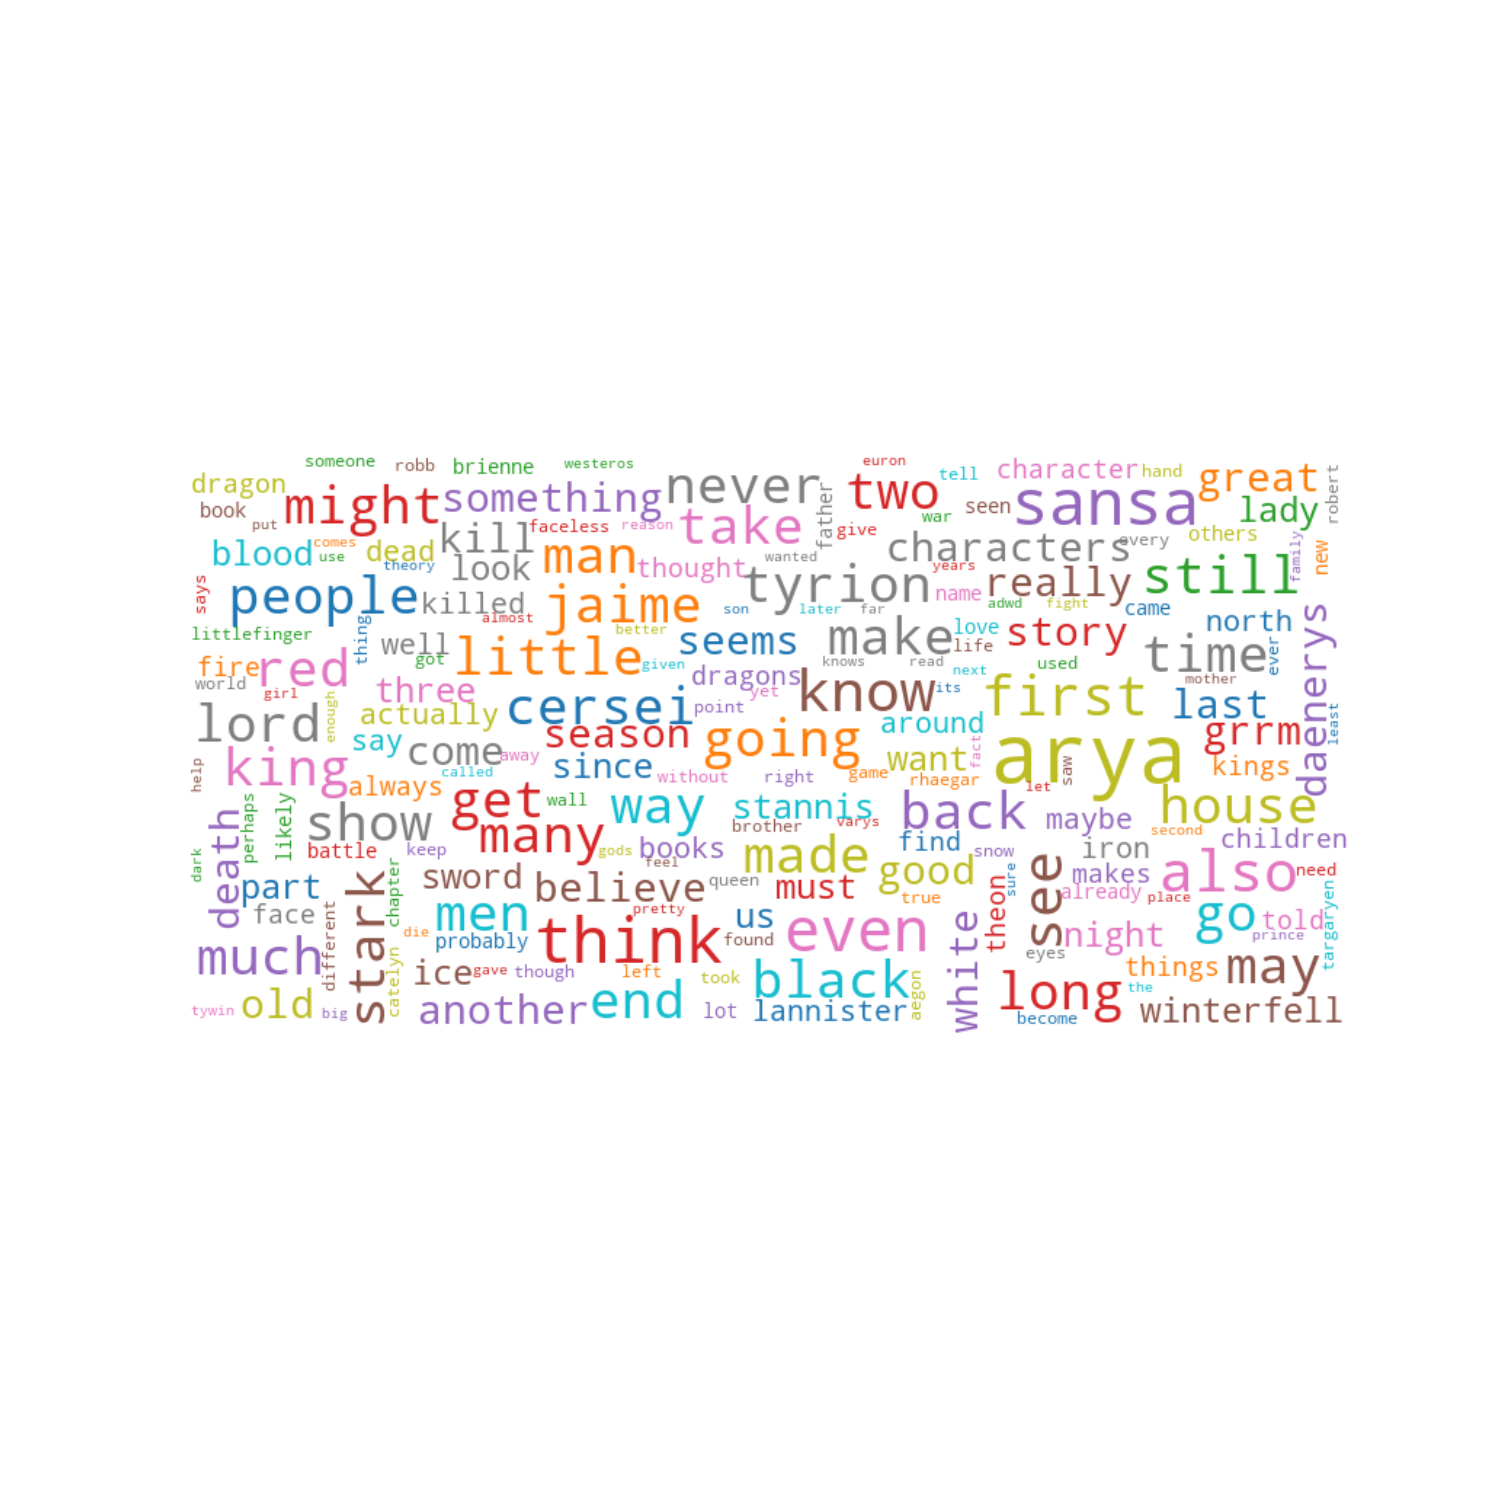 someone robb brienne westeros euron
dragon never two tell character hand great robert
book might something take father sansa lady
put faceless reason give war seen others
blood comes use dead kill man wanted characters every family new
theory look thought tyrion years really still
says people killed jaime name adwd fight came
littlefinger thing almost son later far north
well better seems make love story time ever daenerys
fire red got little given knows read life used mother
world girl three dragons yet know its next first last
lord enough actually cersei point around grrm least
say come season going want fact arya kings
king away since without right game rhaegar saw
help always called let
show get wall way stannis back maybe house
perhaps likely many brother varys second children
dark death battle keep gods books made find snow iron
part stark chapter sword feel queen must good sure see makes also need
face believe true already place
different men pretty us even white theon go told targaryen
much die probably think found night prince
catelyn ice gave though left took black eyes things may
tywin old big another end lot lannister aegon long the winterfell
become